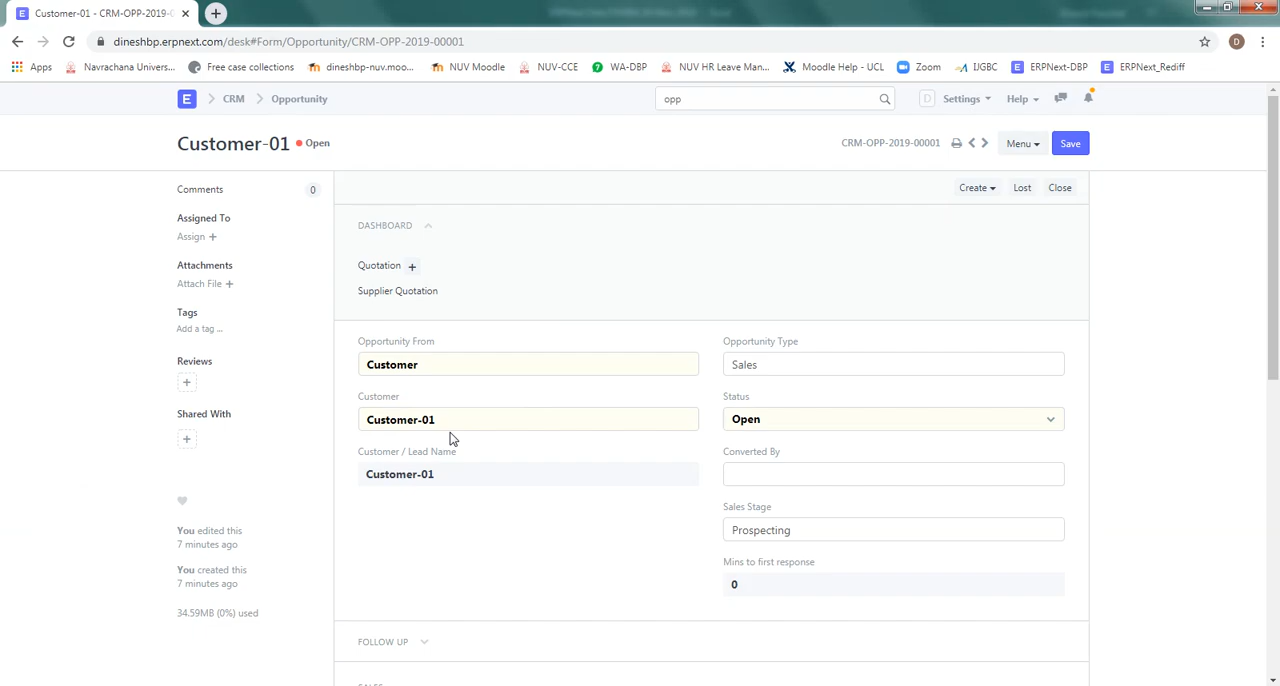 Customer-01 - CRM-OPP-2019-0
dineshbp.erpnext.com/desk#Form/Opportunity/CRM-OPP-2019-00001
D
Apps
Navrachana Univers...
Free case collections
dineshbp-nuv.moo...
NUV Moodle
NUV-CCE
WA-DBP
NUV HR Leave Man...
Moodle Help - UCL
Zoom
IJGBC
ERPNext-DBP
ERPNext_Rediff
E
CRM
Opportunity
opp
D
Settings
Help
Customer-01
Open
CRM-OPP-2019-00001
Menu
Save
Comments
0
Assigned To
Assign +
Attachments
Attach File +
Tags
Add a tag ...
Reviews
+
Shared With
+
You edited this
7 minutes ago
You created this
7 minutes ago
34.59MB (0%) used
Create
Lost
Close
DASHBOARD
Quotation +
Supplier Quotation
Opportunity From
Customer
Customer
Customer-01
Customer / Lead Name
Customer-01
Opportunity Type
Sales
Status
Open
Converted By
Sales Stage
Prospecting
Mins to first response
0
FOLLOW UP